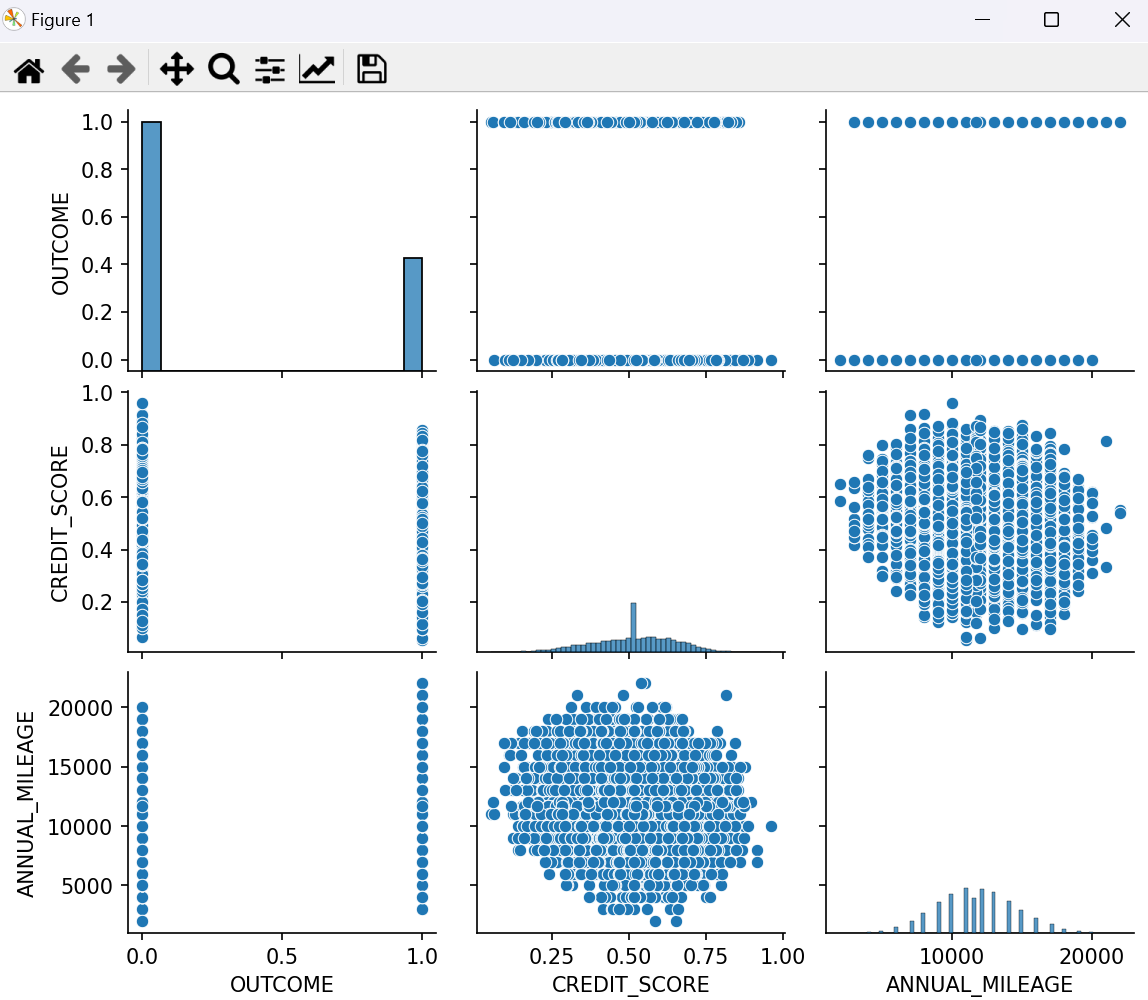 Figure 1
1.0
0.8
0.6
0.4
0.2
0.0
OUTCOME
1.0
0.8
0.6
0.4
0.2
CREDIT_SCORE
20000
15000
10000
5000
ANNUAL_MILEAGE
0.0 0.5 1.0 0.25 0.50 0.75 1.00 10000 20000
OUTCOME CREDIT_SCORE ANNUAL_MILEAGE